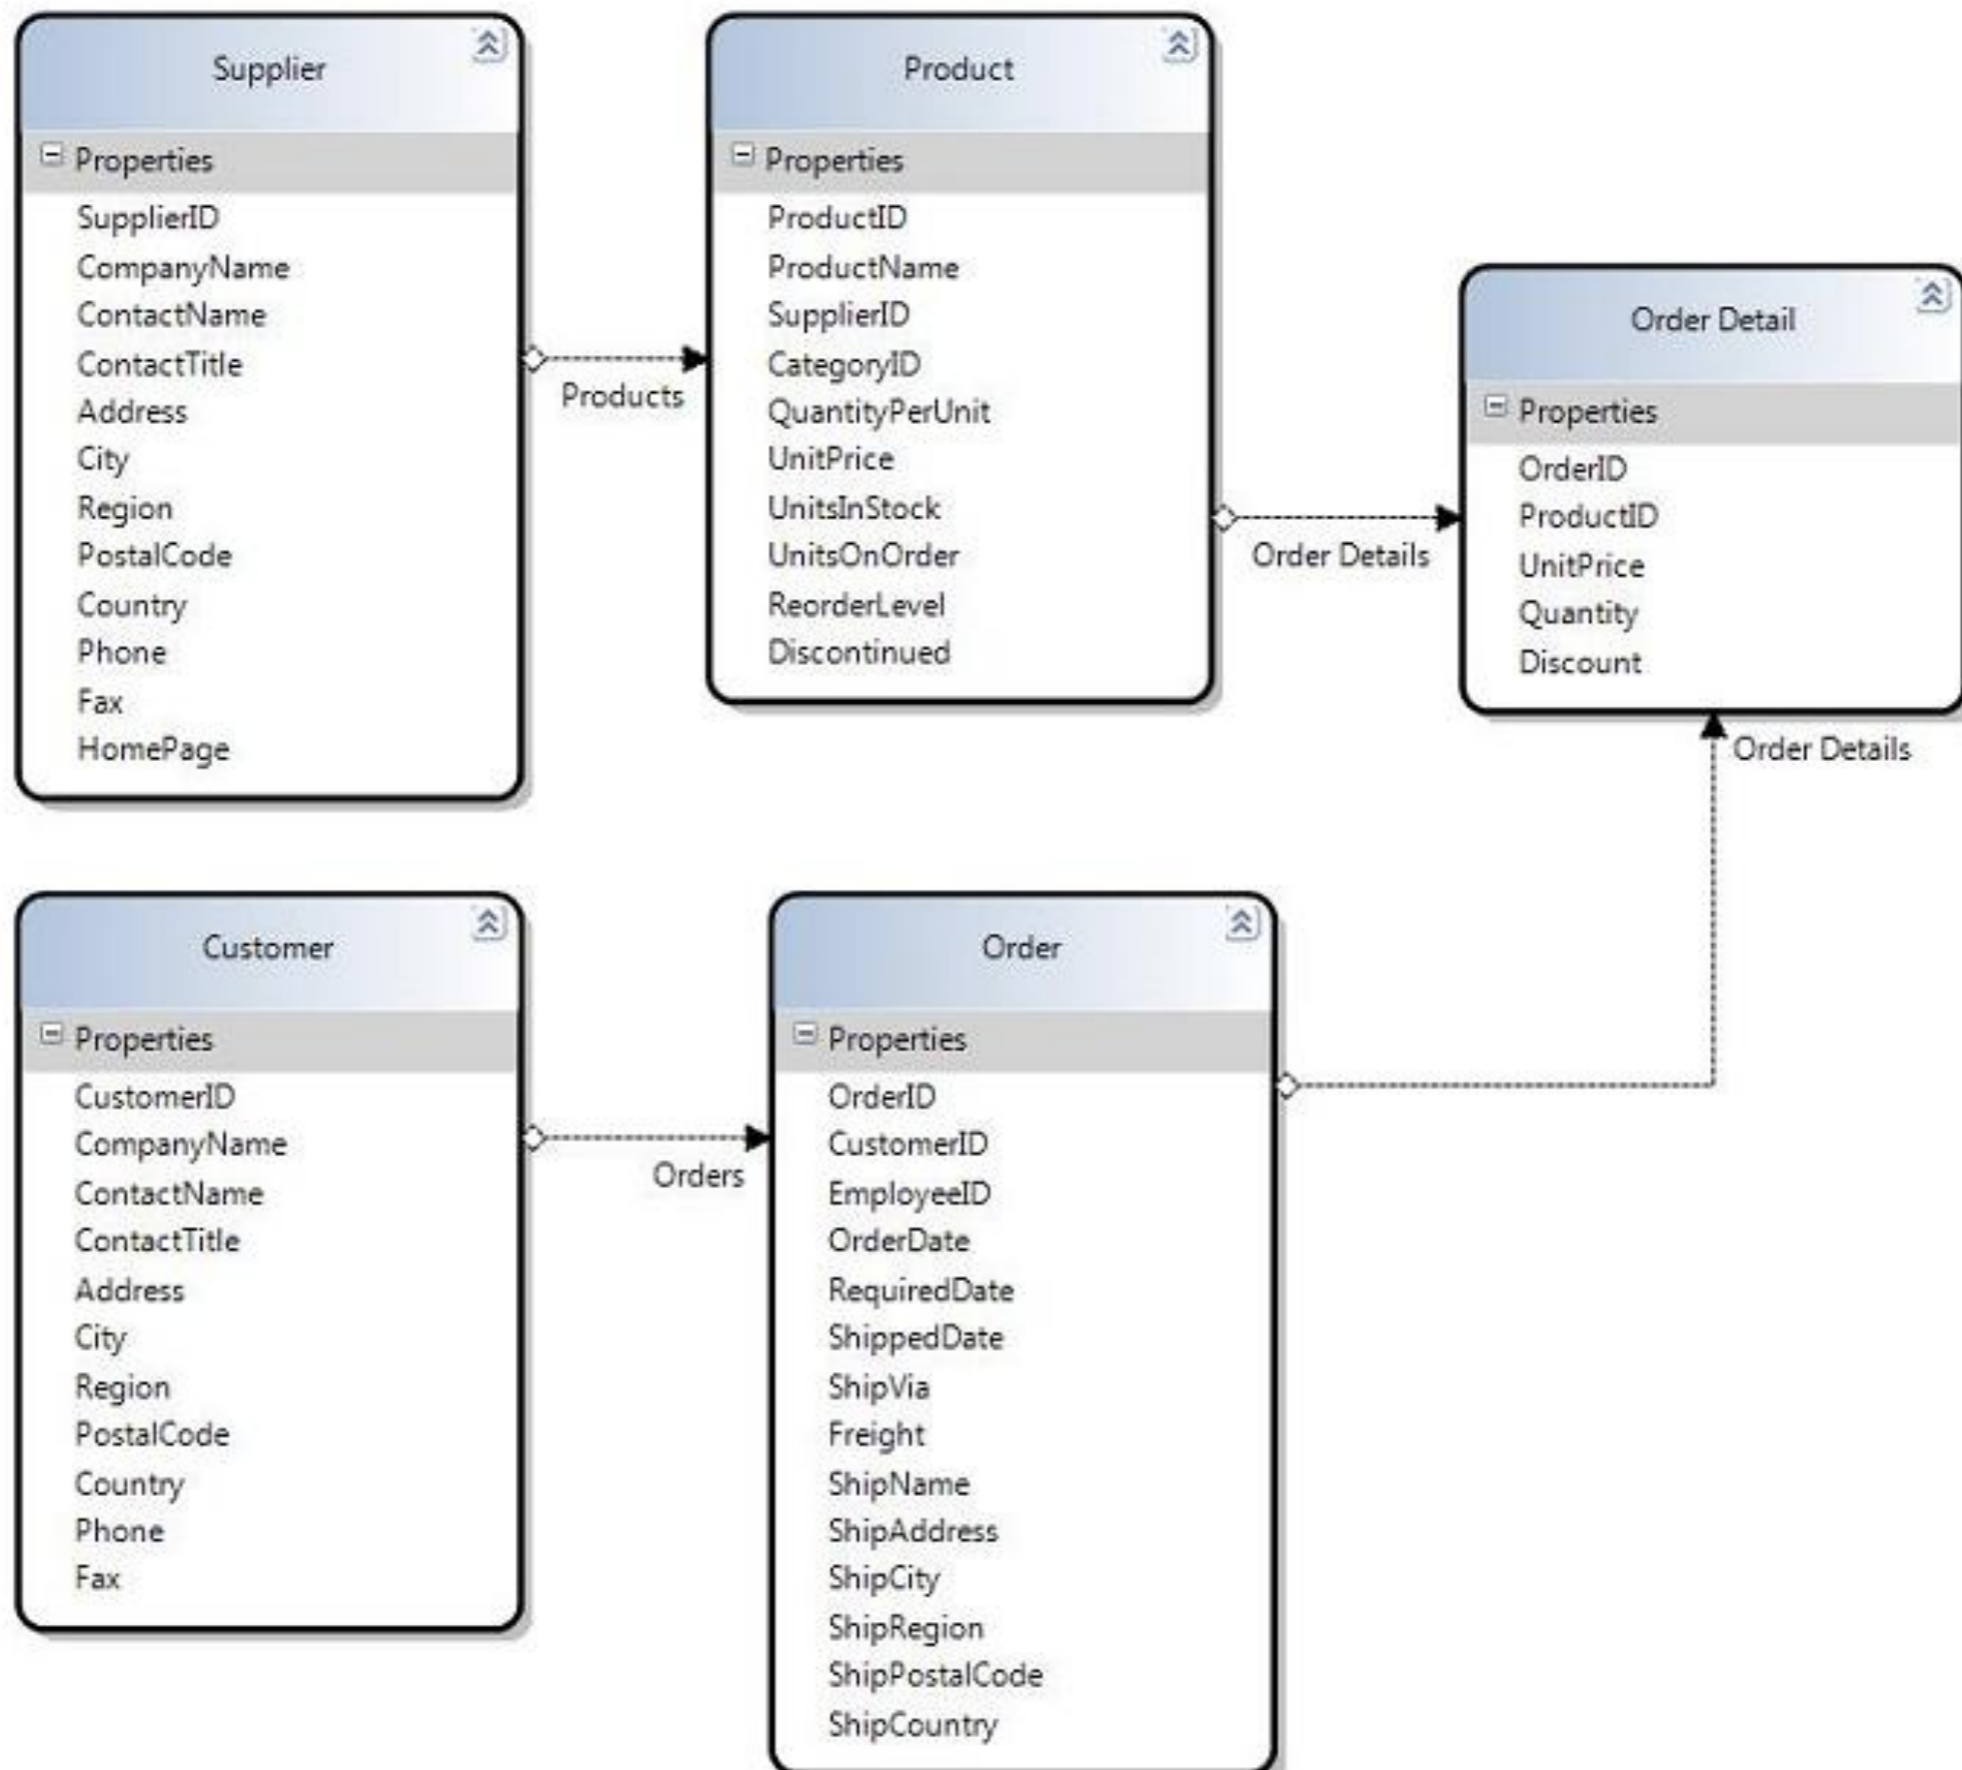 Supplier
Properties
SupplierID
CompanyName
ContactName
ContactTitle
Address
City
Region
PostalCode
Country
Phone
Fax
HomePage
Products
Product
Properties
ProductID
ProductName
SupplierID
CategoryID
QuantityPerUnit
UnitPrice
UnitsInStock
UnitsOnOrder
ReorderLevel
Discontinued
Order Details
Order Detail
Properties
OrderID
ProductID
UnitPrice
Quantity
Discount
Order Details
Customer
Properties
CustomerID
CompanyName
ContactName
ContactTitle
Address
City
Region
PostalCode
Country
Phone
Fax
Orders
Order
Properties
OrderID
CustomerID
EmployeeID
OrderDate
RequiredDate
ShippedDate
ShipVia
Freight
ShipName
ShipAddress
ShipCity
ShipRegion
ShipPostalCode
ShipCountry